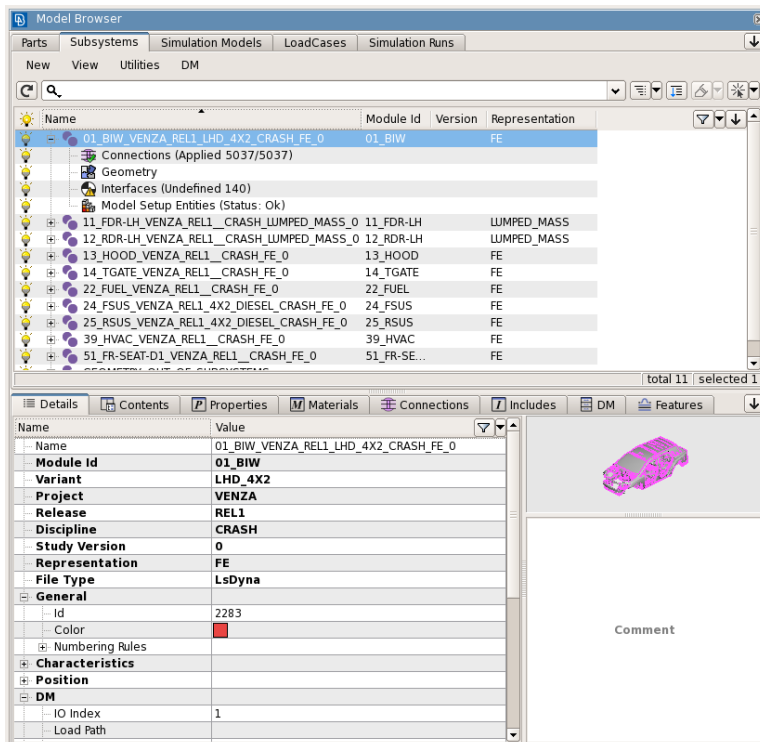 Model Browser
Parts Subsystems Simulation Models LoadCases Simulation Runs
New View Utilities DM
Name Module Id Version Representation
01_BIW_VENZA_REL1_LHD_4X2_CRASH_FE_0 01_BIW FE
Connections (Applied 5037/5037)
Geometry
Interfaces (Undefined 140)
Model Setup Entities (Status: Ok)
11_FDR-LH_VENZA_REL1__CRASH_LUMPED_MASS_0 11_FDR-LH LUMPED_MASS
12_RDR-LH_VENZA_REL1__CRASH_LUMPED_MASS_0 12_RDR-LH LUMPED_MASS
13_HOOD_VENZA_REL1__CRASH_FE_0 13_HOOD FE
14_TGATE_VENZA_REL1__CRASH_FE_0 14_TGATE FE
22_FUEL_VENZA_REL1__CRASH_FE_0 22_FUEL FE
24_FSUS_VENZA_REL1_4X2_DIESEL_CRASH_FE_0 24_FSUS FE
25_RSUS_VENZA_REL1_4X2_DIESEL_CRASH_FE_0 25_RSUS FE
39_HVAC_VENZA_REL1__CRASH_FE_0 39_HVAC FE
51_FR-SEAT-D1_VENZA_REL1__CRASH_FE_0 51_FR-SE... FE
total 11 selected 1
Details Contents Properties Materials Connections Includes DM Features
Name Value
Name 01_BIW_VENZA_REL1_LHD_4X2_CRASH_FE_0
Module Id 01_BIW
Variant LHD_4X2
Project VENZA
Release REL1
Discipline CRASH
Study Version 0
Representation FE
File Type LsDyna
General
Id 2283
Color
Numbering Rules
Characteristics
Position
DM
IO Index 1
Load Path
Comment